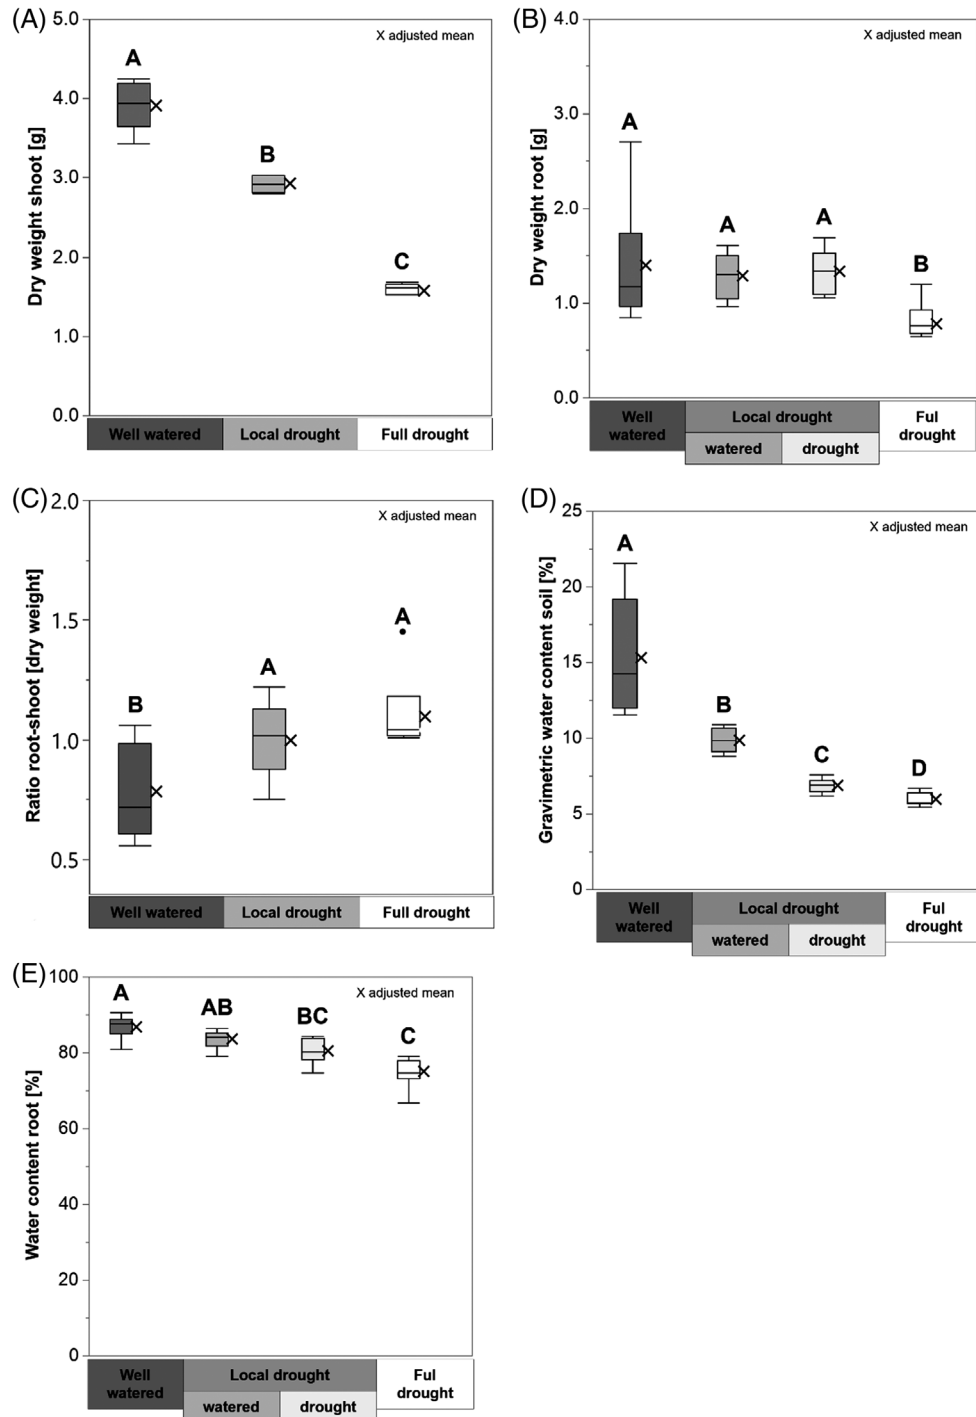 (A)
5.0
4.0
3.0
2.0
1.0
0.0
Dry weight shoot [g]
X adjusted mean
A
B
C
Well watered
Local drought
Full drought
(B)
4.0
3.0
2.0
1.0
0.0
Dry weight root [g]
X adjusted mean
A
A
A
B
Well
watered
Local drought
watered
drought
Ful
drought
(C)
2.0
1.5
1.0
0.5
Ratio root-shoot [dry weight]
X adjusted mean
B
A
A
Well watered
Local drought
Full drought
(D)
25
20
15
10
5
0
Gravimetric water content soil [%]
X adjusted mean
A
B
C
D
Well
watered
Local drought
watered
drought
Ful
drought
(E)
100
80
60
40
20
0
Water content root [%]
X adjusted mean
A
AB
BC
C
Well
watered
Local drought
watered
drought
Ful
drought